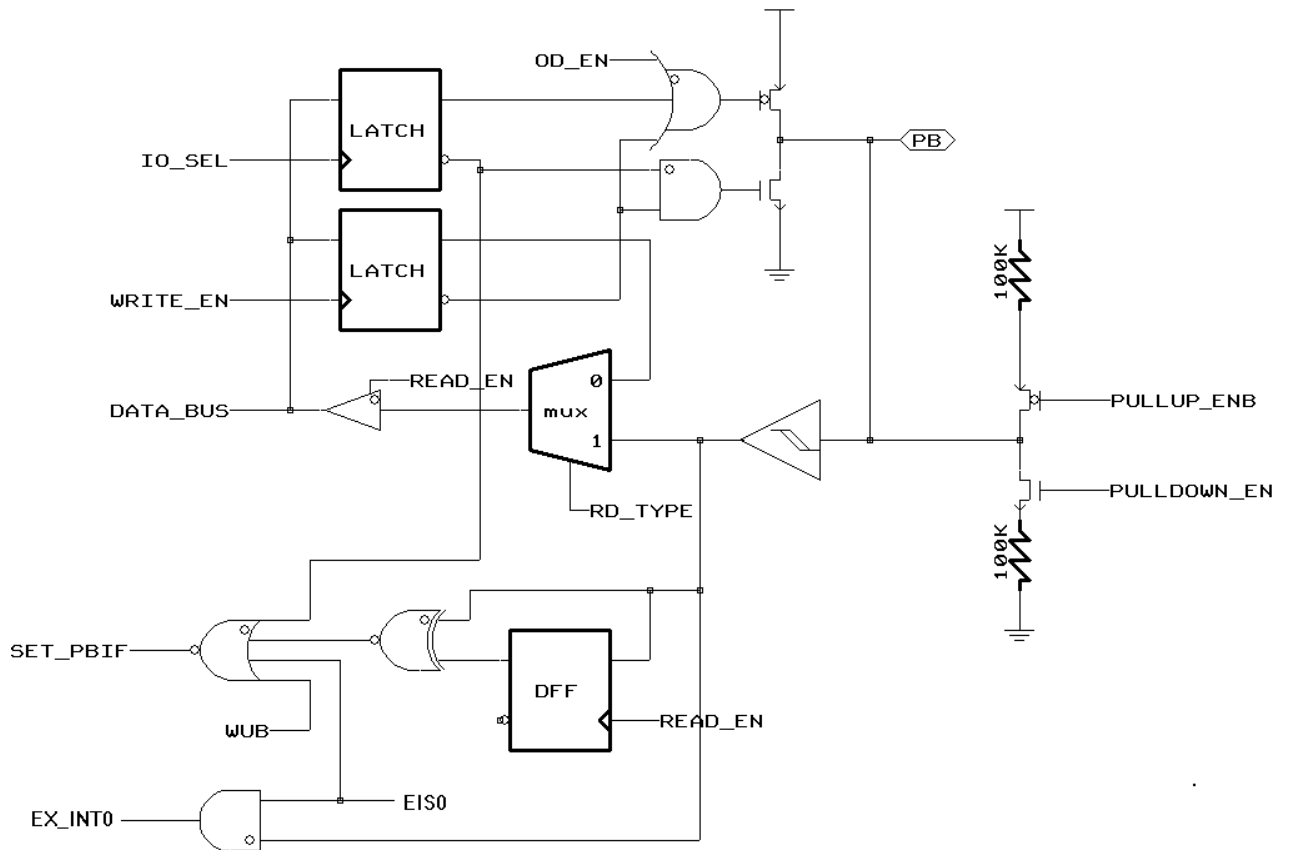 OD_EN
LATCH
PB
IO_SEL
100K
LATCH
WRITE_EN
READ_EN
0
DATA_BUS
mux
PULLUP_ENB
1
PULLDOWN_EN
RD_TYPE
100K
SET_PBIF
DFF
WUB
READ_EN
EIS0
EX_INT0